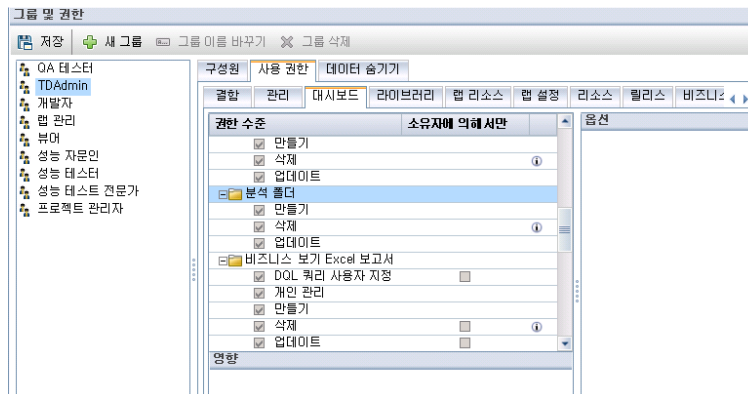 그룹 및 권한
저장 새 그룹 그룹 이름 바꾸기 그룹 삭제
QA 테스터
TDAdmin
개발자
랩 관리
뷰어
성능 자문인
성능 테스터
성능 테스트 전문가
프로젝트 관리자
구성원 사용 권한 데이터 숨기기
결함 관리 대시보드 라이브러리 랩 리소스 랩 설정 리소스 릴리스 비즈니
권한 수준 소유자에 의해서만
만들기
삭제
업데이트
분석 폴더
만들기
삭제
업데이트
비즈니스 보기 Excel 보고서
DQL 쿼리 사용자 지정
개인 관리
만들기
삭제
업데이트
영향
옵션